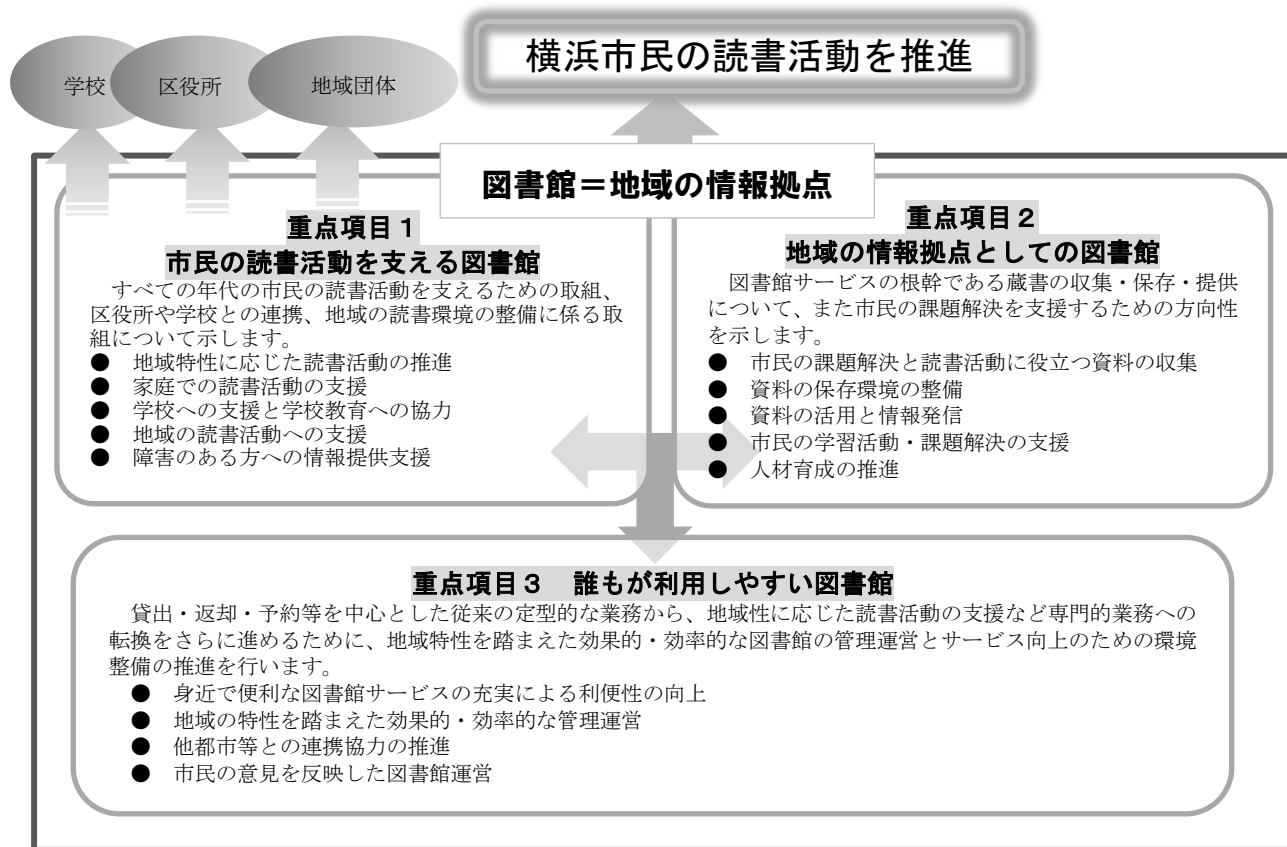 横浜市民の読書活動を推進
学校
区役所
地域団体
図書館＝地域の情報拠点
重点項目１
市民の読書活動を支える図書館
すべての年代の市民の読書活動を支えるための取組、
区役所や学校との連携、地域の読書環境の整備に係る取
組について示します。
● 地域特性に応じた読書活動の推進
● 家庭での読書活動の支援
● 学校への支援と学校教育への協力
● 地域の読書活動への支援
● 障害のある方への情報提供支援
重点項目２
地域の情報拠点としての図書館
図書館サービスの根幹である蔵書の収集・保存・提供
について、また市民の課題解決を支援するための方向性
を示します。
● 市民の課題解決と読書活動に役立つ資料の収集
● 資料の保存環境の整備
● 資料の活用と情報発信
● 市民の学習活動・課題解決の支援
● 人材育成の推進
重点項目３　誰もが利用しやすい図書館
貸出・返却・予約等を中心とした従来の定型的な業務から、地域性に応じた読書活動の支援など専門的業務への
転換をさらに進めるために、地域特性を踏まえた効果的・効率的な図書館の管理運営とサービス向上のための環境
整備の推進を行います。
● 身近で便利な図書館サービスの充実による利便性の向上
● 地域の特性を踏まえた効果的・効率的な管理運営
● 他都市等との連携協力の推進
● 市民の意見を反映した図書館運営